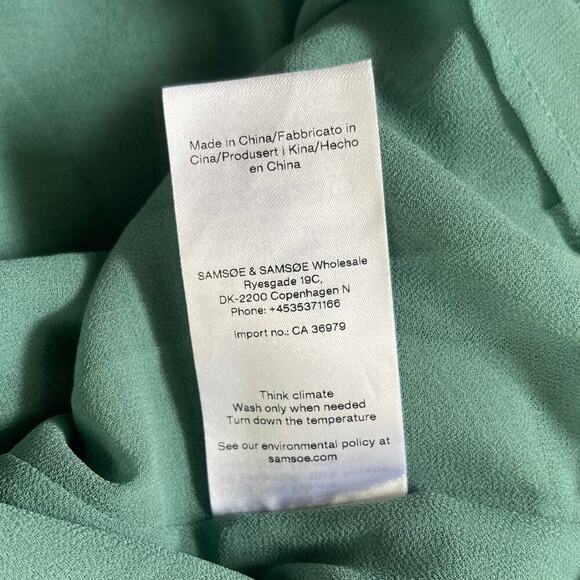 Made in China/Fabbricato in
Cina/Produsert i Kina/Hecho
en China
SAMSØE & SAMSØE Wholesale
Ryesgade 19C,
DK-2200 Copenhagen N
Phone: +4535371166
Import no.: CA 36979
Think climate
Wash only when needed
Turn down the temperature
See our environmental policy at
samsoe.com